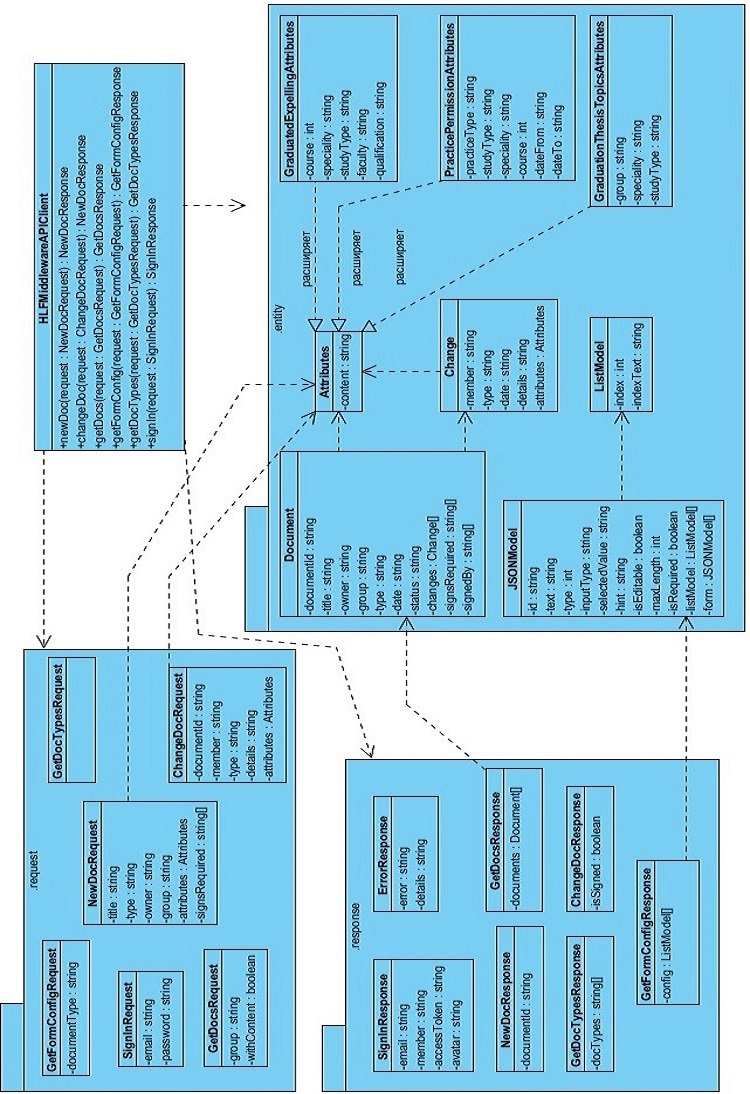 HLFMiddlewareAPIClient
+newDoc(request : NewDocRequest) : NewDocResponse
+changeDoc(request : ChangeDocRequest) : NewDocResponse
+getDocs(request : GetDocsRequest) : GetDocsResponse
+getFormConfig(request : GetFormConfigRequest) : GetFormConfigResponse
+getDocTypes(request : GetDocTypesRequest) : GetDocTypesResponse
+signIn(request : SignInRequest) : SignInResponse
.request
GetFormConfigRequest
-documentType : string
NewDocRequest
-title : string
-type : string
-owner : string
-group : string
-attributes : Attributes
-signsRequired : string[]
GetDocTypesRequest
SignInRequest
-email : string
-password : string
ChangeDocRequest
-documentId : string
-member : string
-type : string
-details : string
-attributes : Attributes
GetDocsRequest
-group : string
-withContent : boolean
.entity
GraduatedExpellingAttributes
-course : int
-speciality : string
-studyType : string
-faculty : string
-qualification : string
PracticePermissionAttributes
-practiceType : string
-studyType : string
-speciality : string
-course : int
-dateFrom : string
-dateTo : string
GraduationThesisTopicsAttributes
-group : string
-speciality : string
-studyType : string
расширяет
расширяет
расширяет
Attributes
-content : string
Change
-member : string
-type : string
-date : string
-details : string
-attributes : Attributes
ListModel
-index : int
-indexText : string
Document
-documentId : string
-title : string
-owner : string
-group : string
-type : string
-date : string
-status : string
-changes : Change[]
-signsRequired : string[]
-signedBy : string[]
JSONModel
-id : string
-text : string
-type : int
-inputType : string
-selectedValue : string
-hint : string
-isEditable : boolean
-maxLength : int
-isRequired : boolean
-listModel : ListModel[]
-form : JSONModel[]
.response
SignInResponse
-email : string
-member : string
-accessToken : string
-avatar : string
ErrorResponse
-error : string
-details : string
NewDocResponse
-documentId : string
GetDocsResponse
-documents : Document[]
GetDocTypesResponse
-docTypes : string[]
ChangeDocResponse
-isSigned : boolean
GetFormConfigResponse
-config : ListModel[]